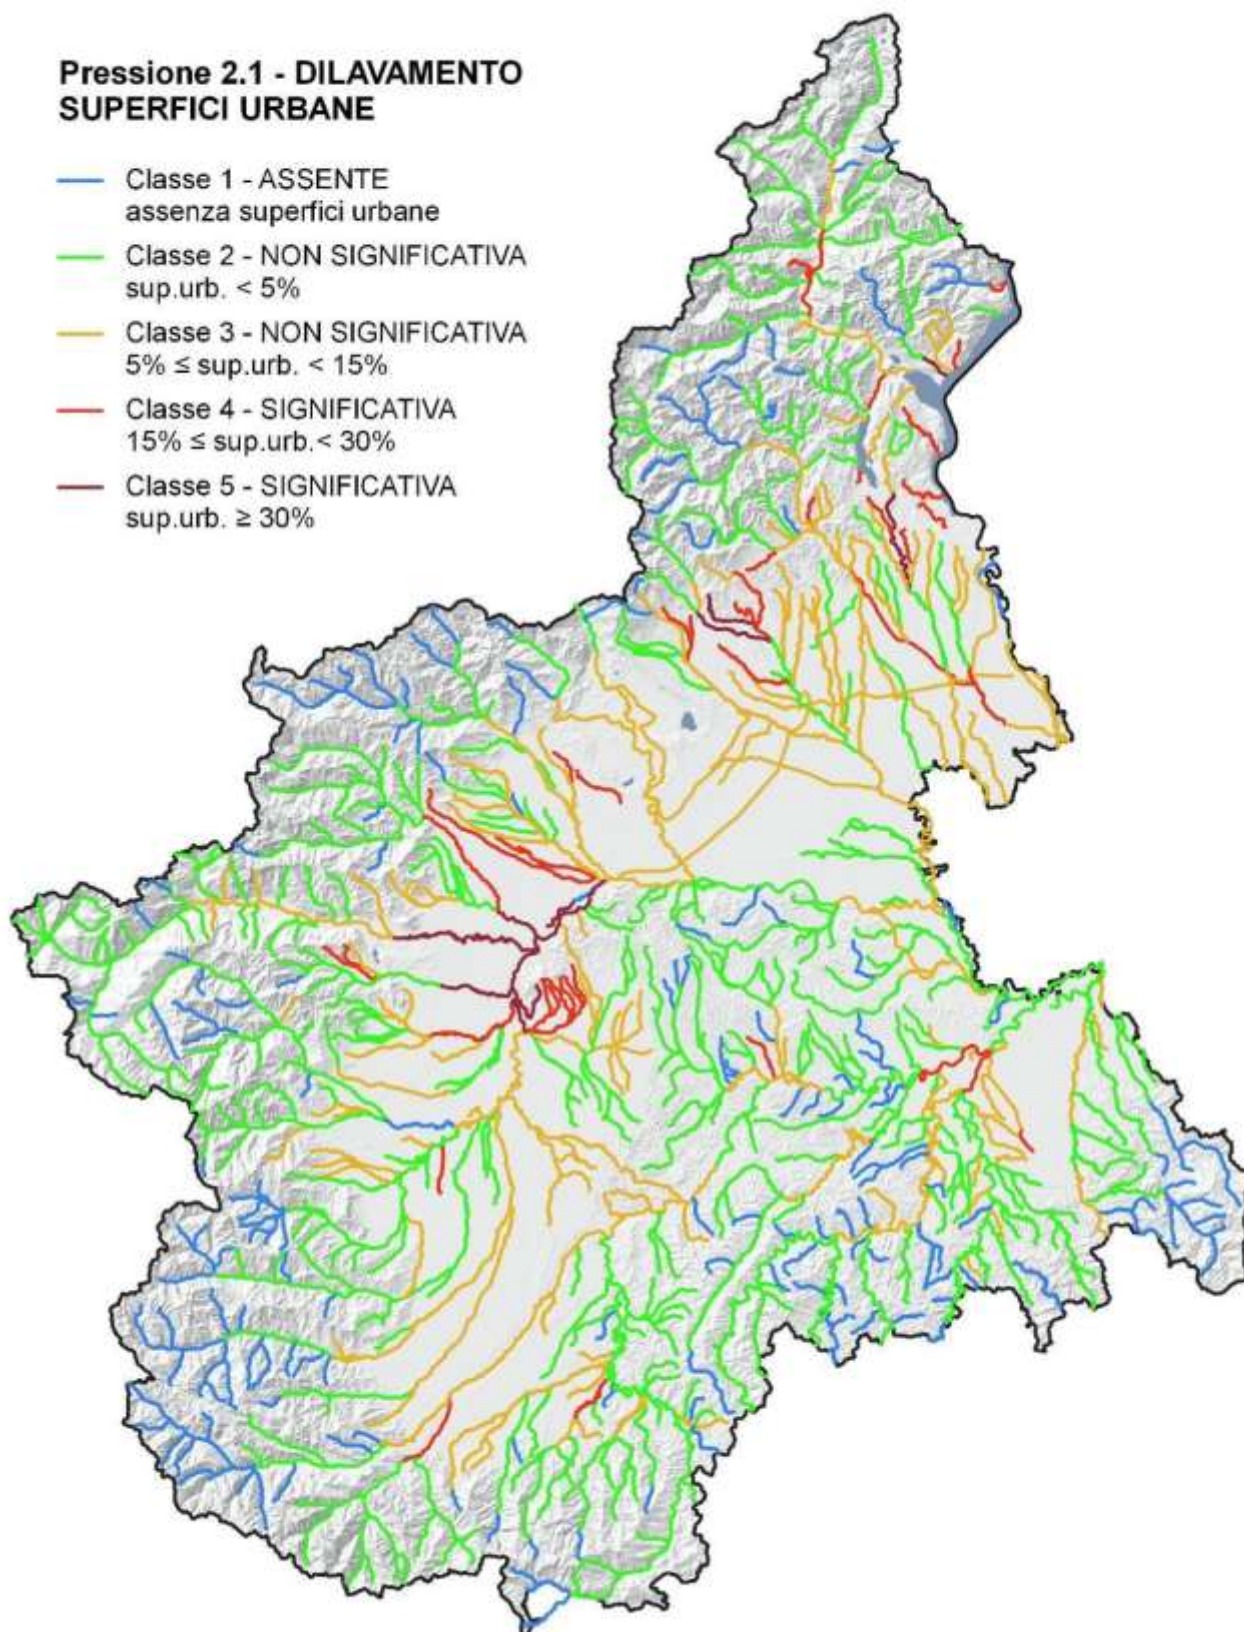 Pressione 2.1 - DILAVAMENTO
SUPERFICI URBANE
Classe 1 - ASSENTE
assenza superfici urbane
Classe 2 - NON SIGNIFICATIVA
sup.urb. < 5%
Classe 3 - NON SIGNIFICATIVA
5% ≤ sup.urb. < 15%
Classe 4 - SIGNIFICATIVA
15% ≤ sup.urb.< 30%
Classe 5 - SIGNIFICATIVA
sup.urb. ≥ 30%